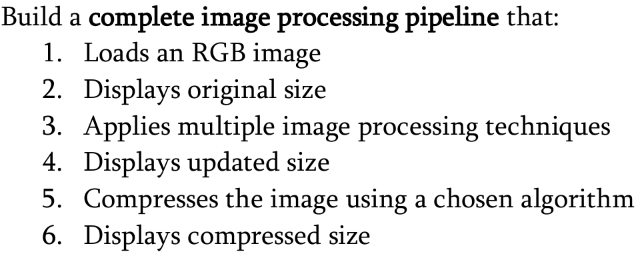 Build a complete image processing pipeline that:
1. Loads an RGB image
2. Displays original size
3. Applies multiple image processing techniques
4. Displays updated size
5. Compresses the image using a chosen algorithm
6. Displays compressed size